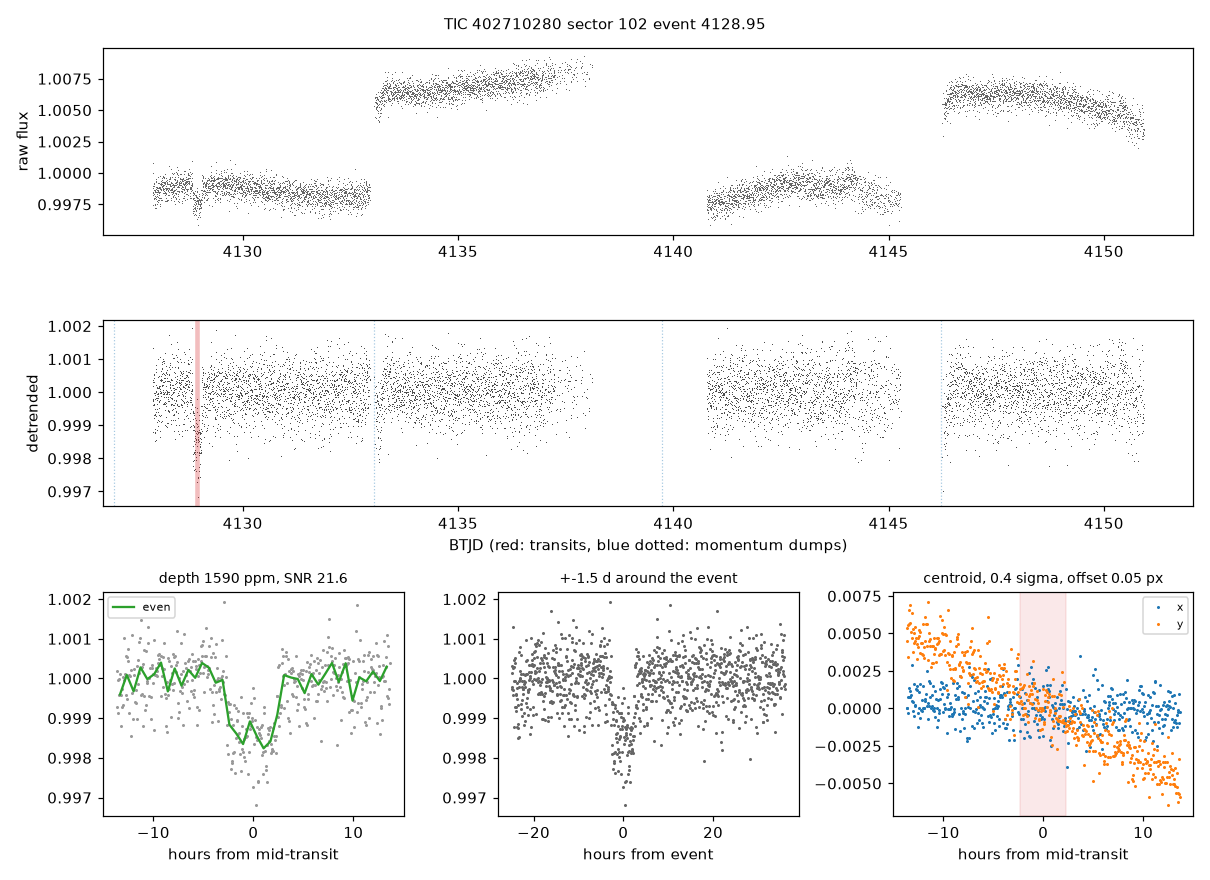 TIC 402710280 sector 102 event 4128.95
raw flux
1.0075
1.0050
1.0025
1.0000
0.9975
4130 4135 4140 4145 4150
detrended
1.002
1.001
1.000
0.999
0.998
0.997
4130 4135 4140 4145 4150
BTJD (red: transits, blue dotted: momentum dumps)
depth 1590 ppm, SNR 21.6
even
1.002
1.001
1.000
0.999
0.998
0.997
−10 0 10
hours from mid-transit
+-1.5 d around the event
1.002
1.001
1.000
0.999
0.998
0.997
−20 0 20
hours from event
centroid, 0.4 sigma, offset 0.05 px
x
y
0.0075
0.0050
0.0025
0.0000
−0.0025
−0.0050
−10 0 10
hours from mid-transit